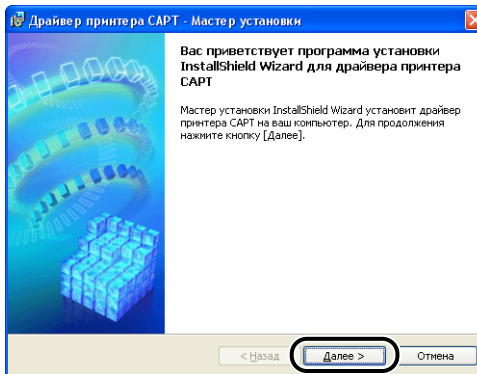 Драйвер принтера CAPT - Мастер установки
Вас приветствует программа установки
InstallShield Wizard для драйвера принтера
CAPT
Мастер установки InstallShield Wizard установит драйвер
принтера CAPT на ваш компьютер. Для продолжения
нажмите кнопку [Далее].
< Назад
Далее >
Отмена